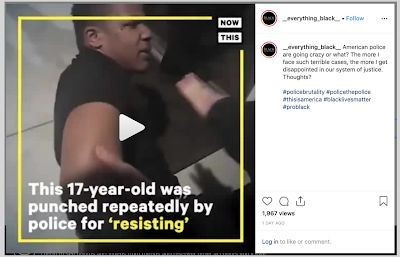 NOW
THIS
This 17-year-old was
punched repeatedly by
police for ‘resisting’
__everything_black__
__everything_black__ American police
are going crazy or what? The more I
face such terrible cases, the more I get
disappointed in our system of justice.
Thoughts?
#policebrutality #policethepolice
#thisisamerica #blacklivesmatter
#problack
1,967 views
1 DAY AGO
Log in to like or comment.